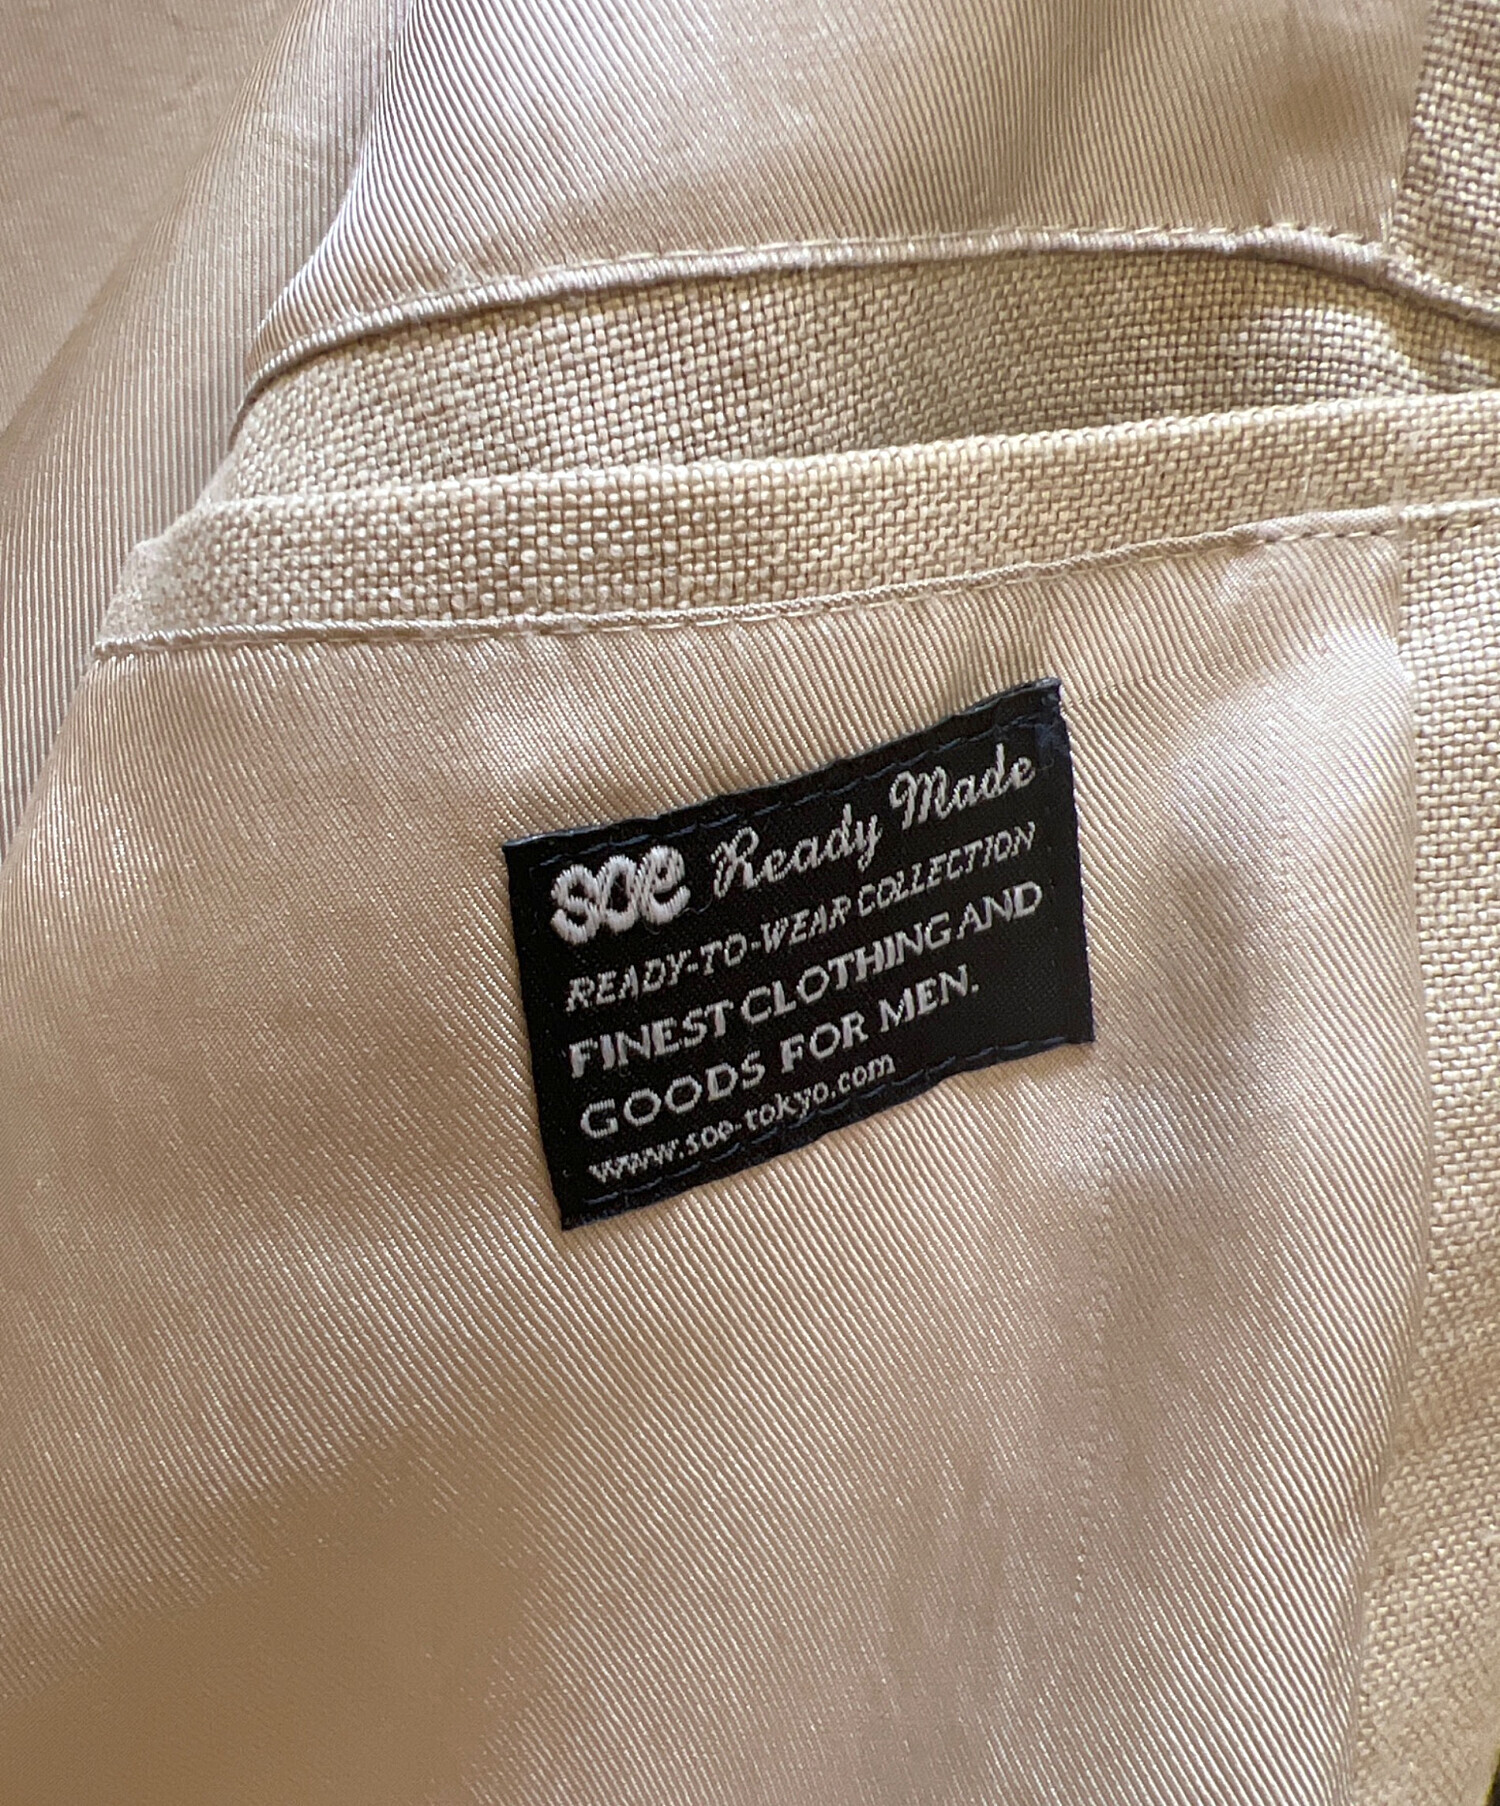 soe Ready Made
READY-TO-WEAR COLLECTION
FINEST CLOTHING AND
GOODS FOR MEN.
www.soe-tokyo.com